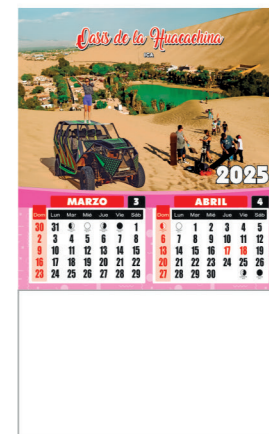 Oasis de la Huacachina
ICA
2025
MARZO 3
Dom Lun Mar Mié Jue Vie Sáb
30 31 1
2 3 4 5 6 7 8
9 10 11 12 13 14 15
16 17 18 19 20 21 22
23 24 25 26 27 28 29
ABRIL 4
Dom Lun Mar Mié Jue Vie Sáb
1 2 3 4 5
6 7 8 9 10 11 12
13 14 15 16 17 18 19
20 21 22 23 24 25 26
27 28 29 30